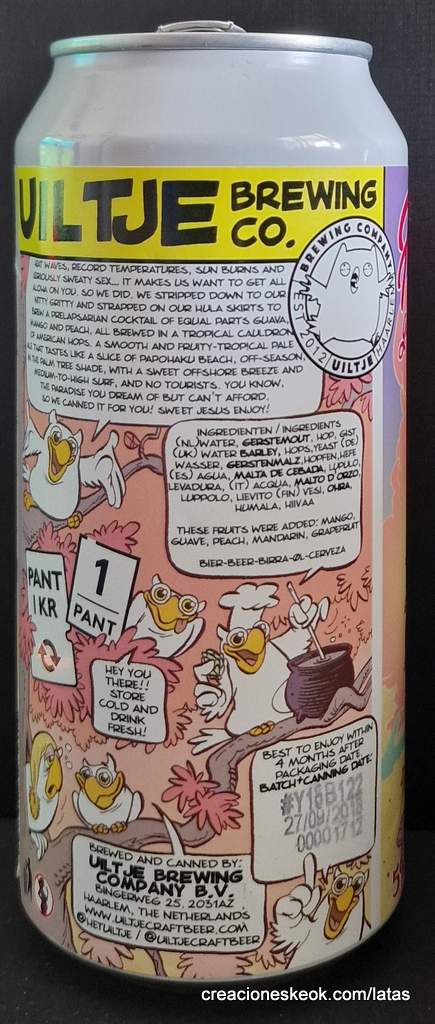 UILTJE BREWING CO.
BREWING COMPANY
EST. 2012 UILTJE HAARLEM
WAVES, RECORD TEMPERATURES, SUN BURNS AND
SERIOUSLY SWEATY SEX... IT MAKES US WANT TO GET ALL
ALOHA ON YOU, SO WE DID. WE STRIPPED DOWN TO OUR
NITTY GRITTY AND STRAPPED ON OUR HULA SKIRTS TO
BREW A PRELAPSARIAN COCKTAIL OF EQUAL PARTS GUAVA,
MANGO AND PEACH, ALL BREWED IN A TROPICAL CAULDRON
OF AMERICAN HOPS. A SMOOTH AND FRUITY-TROPICAL PALE
ALE THAT TASTES LIKE A SLICE OF PAPOHAKU BEACH, OFF-SEASON,
IN THE PALM TREE SHADE, WITH A SWEET OFFSHORE BREEZE AND
MEDIUM-TO-HIGH SURF, AND NO TOURISTS. YOU KNOW,
THE PARADISE YOU DREAM OF BUT CAN'T AFFORD.
SO WE CANNED IT FOR YOU! SWEET JESUS ENJOY!
INGREDIENTEN / INGREDIENTS
(NL)WATER, GERSTEMOUT, HOP, GIST
(UK) WATER BARLEY, HOPS, YEAST (DE)
WASSER, GERSTENMALZ, HOPFEN, HEFE
(ES) AGUA, MALTA DE CEBADA, LUPULO,
LEVADURA, (IT) ACQUA, MALTO D'ORZO,
LUPPOLO, LIEVITO (FIN) VESI, OHRA,
HUMALA, HIIVAA
THESE FRUITS WERE ADDED: MANGO,
GUAVE, PEACH, MANDARIN, GRAPEFRUIT
BIER-BEER-BIRRA-ØL-CERVEZA
PANT
1 KR
1
PANT
HEY YOU
THERE!!
STORE
COLD AND
DRINK
FRESH!
BEST TO ENJOY WITHIN
4 MONTHS AFTER
PACKAGING DATE.
BATCH+CANNING DATE:
#Y18B122
27/09/2018
00001712
BREWED AND CANNED BY:
UILTJE BREWING
COMPANY B.V.
BINGERWEG 25, 2031AZ
HAARLEM, THE NETHERLANDS
WWW.UILTJECRAFTBEER.COM
@HETUILTJE / @UILTJECRAFTBEER
creacioneskeok.com/latas